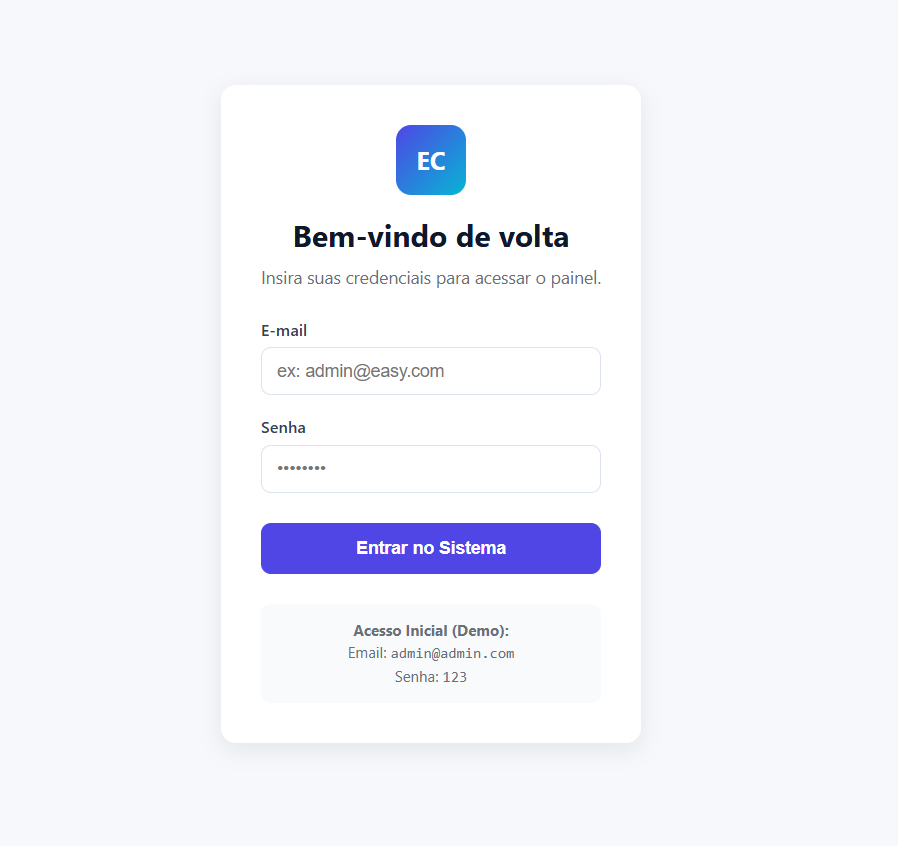 EC
Bem-vindo de volta
Insira suas credenciais para acessar o painel.
E-mail
ex: admin@easy.com
Senha
••••••••
Entrar no Sistema
Acesso Inicial (Demo):
Email: admin@admin.com
Senha: 123